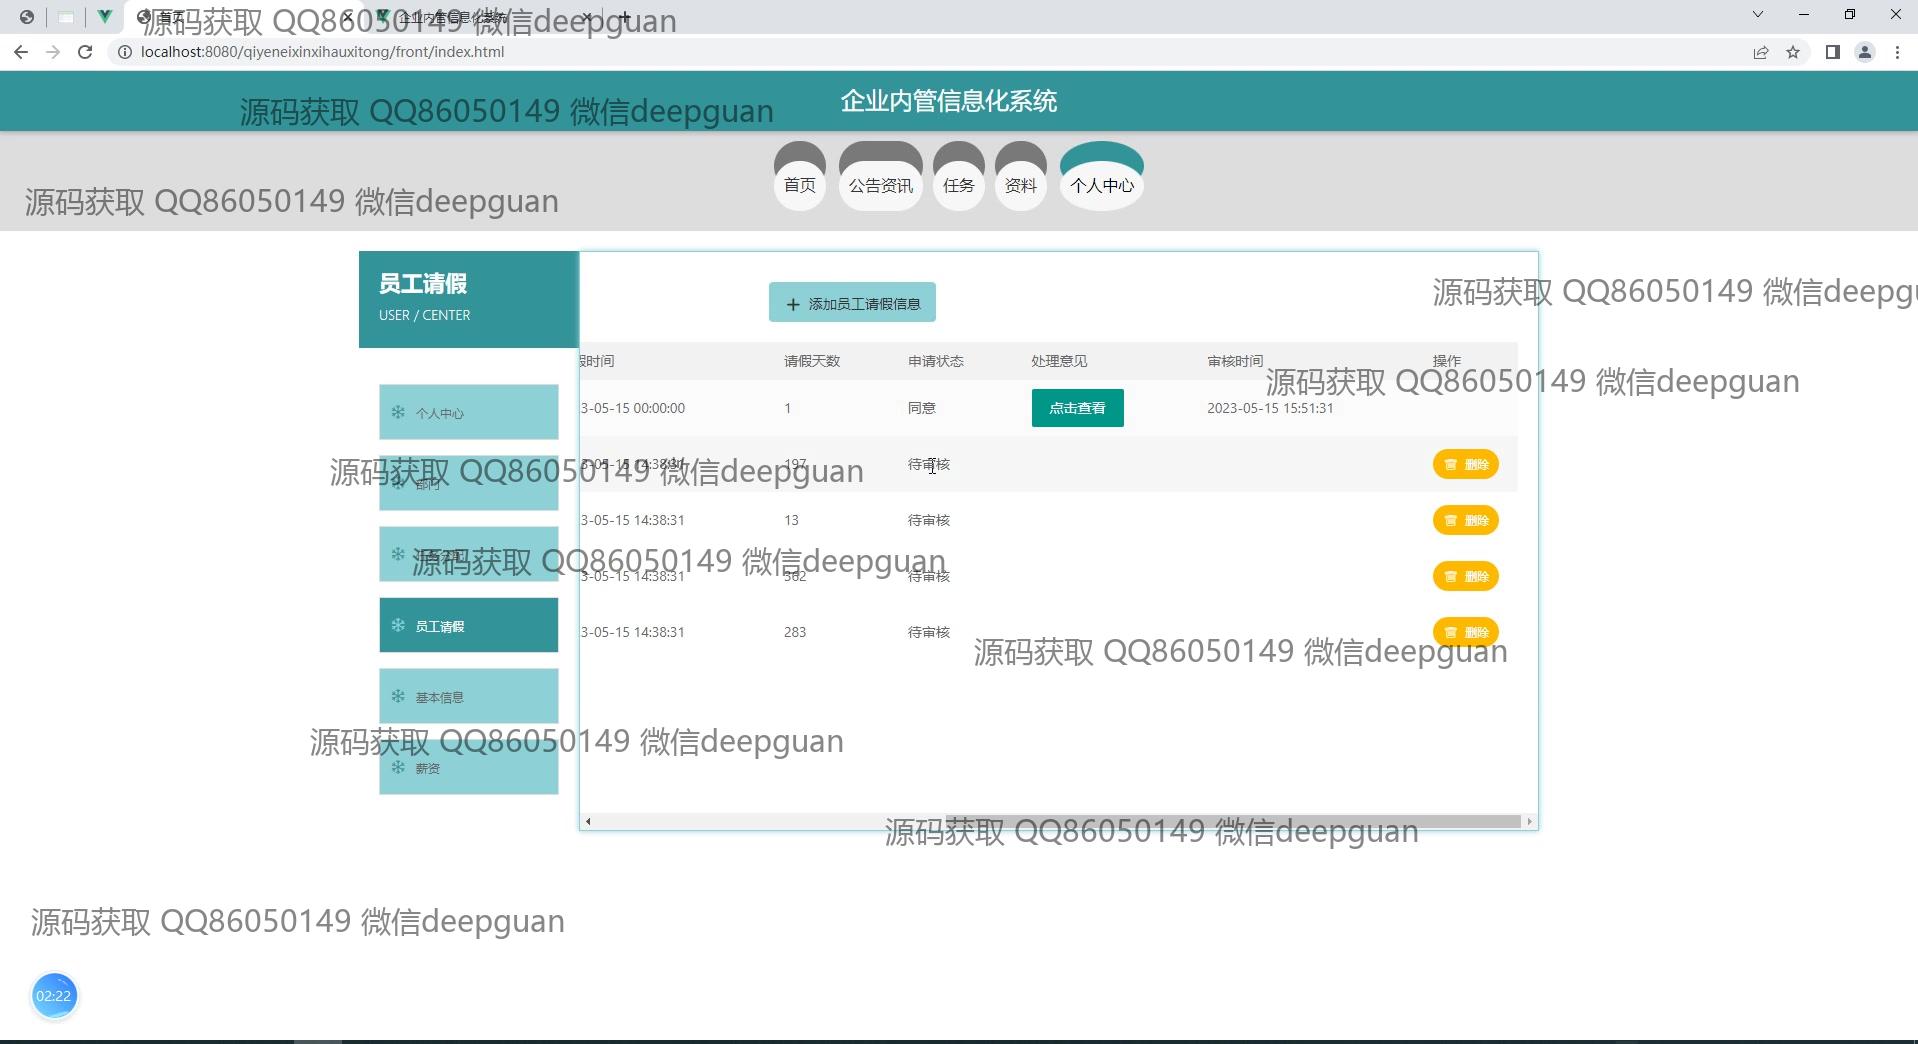 首页
企业内管信息化系统
源码获取 QQ86050149 微信deepguan
localhost:8080/qiyeneixinxihauxitong/front/index.html
企业内管信息化系统
源码获取 QQ86050149 微信deepguan
首页 公告资讯 任务 资料 个人中心
源码获取 QQ86050149 微信deepguan
员工请假
USER / CENTER
源码获取 QQ86050149 微信deepgu
添加员工请假信息
时间 请假天数 申请状态 处理意见 审核时间 操作
源码获取 QQ86050149 微信deepguan
个人中心
3-05-15 00:00:00 1 同意 点击查看 2023-05-15 15:51:31
3-05-15 14:38:31 197 待审核 删除
源码获取 QQ86050149 微信deepguan
部门
3-05-15 14:38:31 13 待审核 删除
源码获取 QQ86050149 微信deepguan
3-05-15 14:38:31 362 待审核 删除
员工请假
3-05-15 14:38:31 283 待审核 删除
源码获取 QQ86050149 微信deepguan
基本信息
源码获取 QQ86050149 微信deepguan
薪资
源码获取 QQ86050149 微信deepguan
源码获取 QQ86050149 微信deepguan
02:22